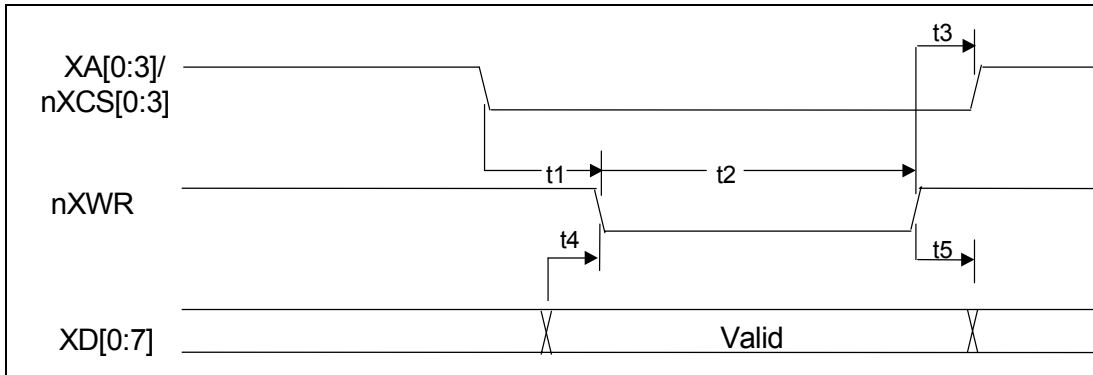 t3
XA[0:3]/
nXCS[0:3]
t1
t2
nXWR
t4
t5
XD[0:7]
Valid